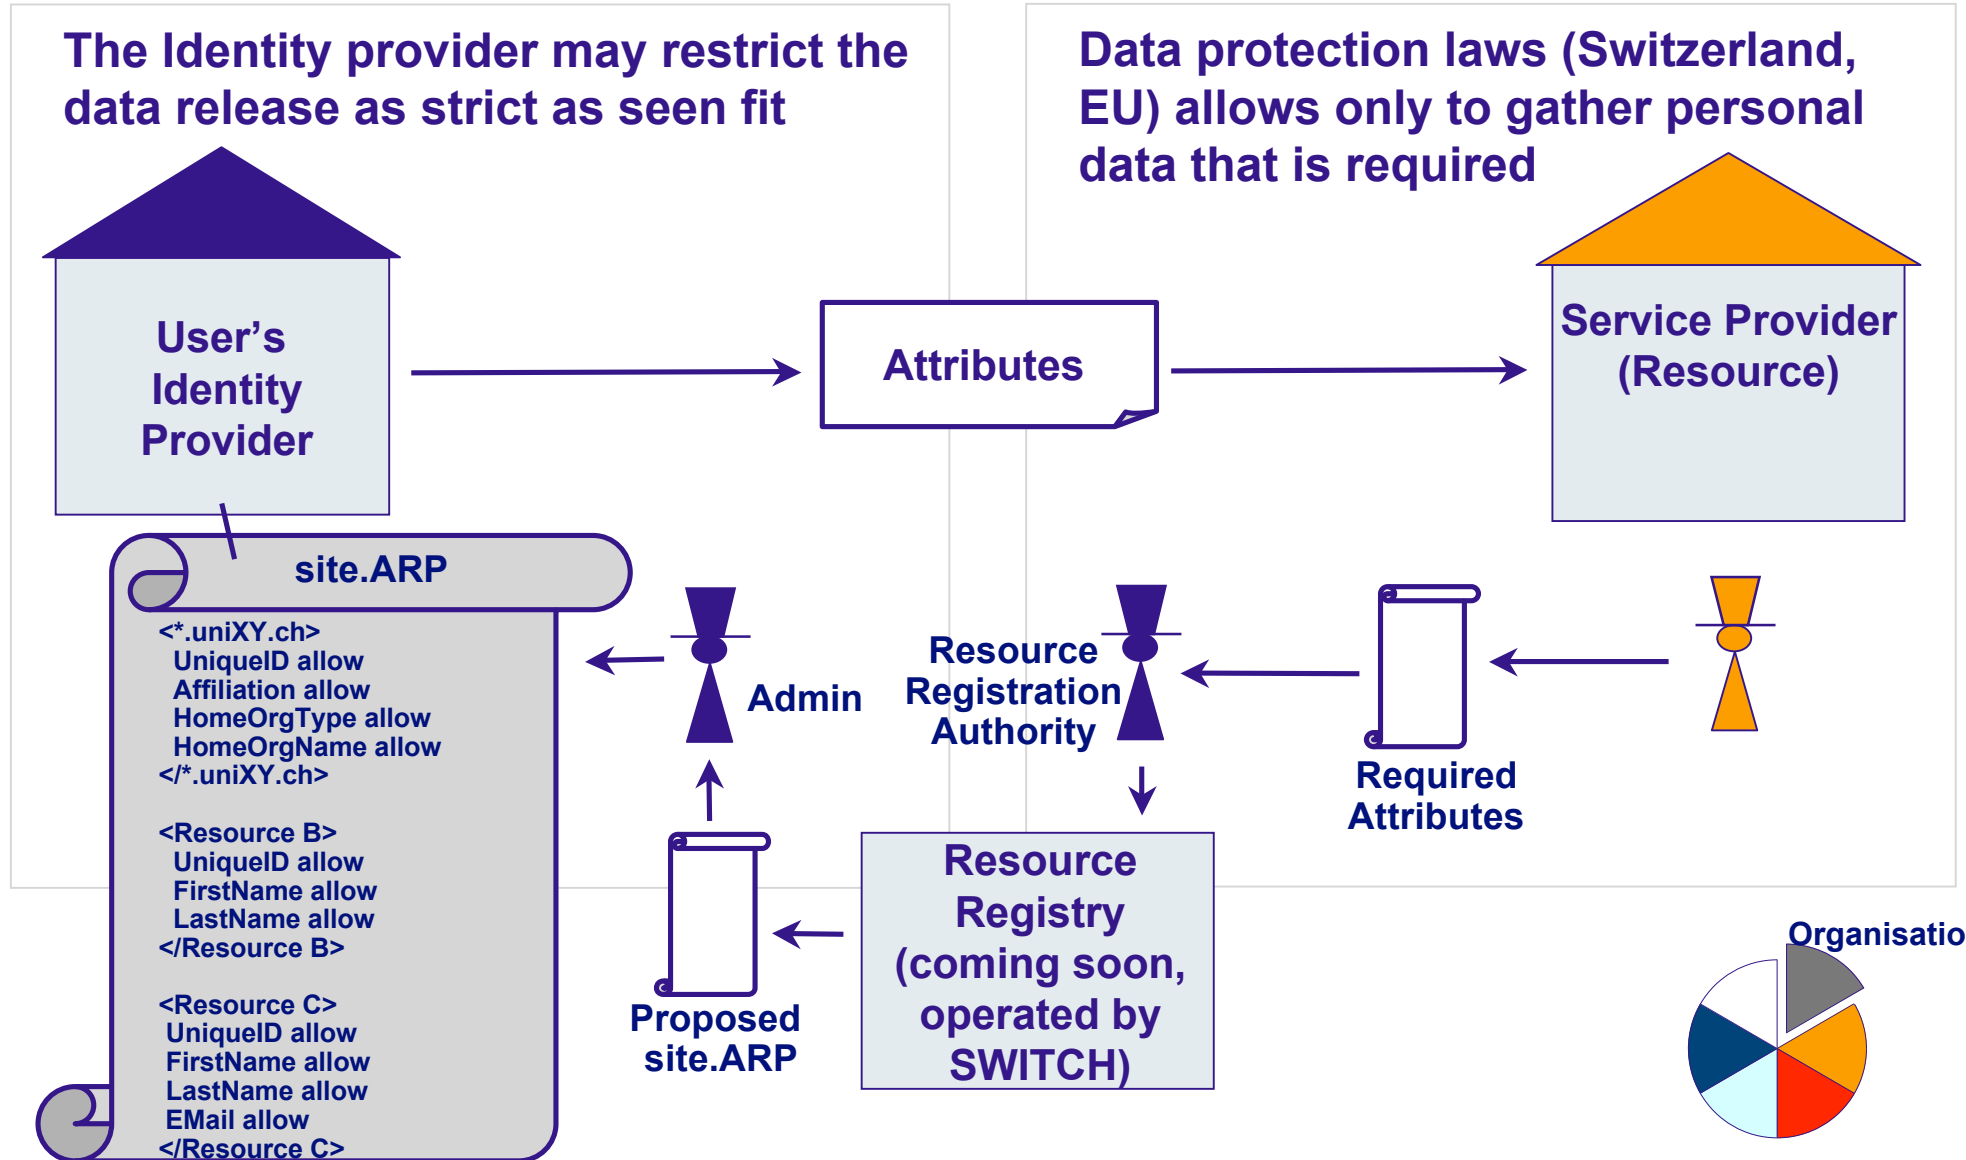 The Identity provider may restrict the
data release as strict as seen fit
Data protection laws (Switzerland,
EU) allows only to gather personal
data that is required
User’s
Identity
Provider
Attributes
Service Provider
(Resource)
site.ARP
<*.uniXY.ch>
UniqueID allow
Affiliation allow
HomeOrgType allow
HomeOrgName allow
</*.uniXY.ch>
<Resource B>
UniqueID allow
FirstName allow
LastName allow
</Resource B>
<Resource C>
UniqueID allow
FirstName allow
LastName allow
EMail allow
</Resource C>
Admin
Resource
Registration
Authority
Required
Attributes
Proposed
site.ARP
Resource
Registry
(coming soon,
operated by
SWITCH)
Organisatio